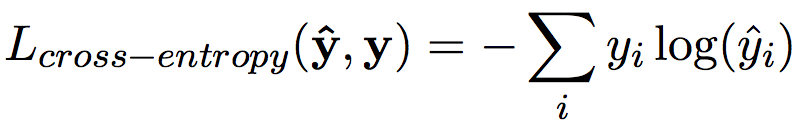 L_{cross-entropy}(ŷ, y) = − ∑_i y_i log(ŷ_i)